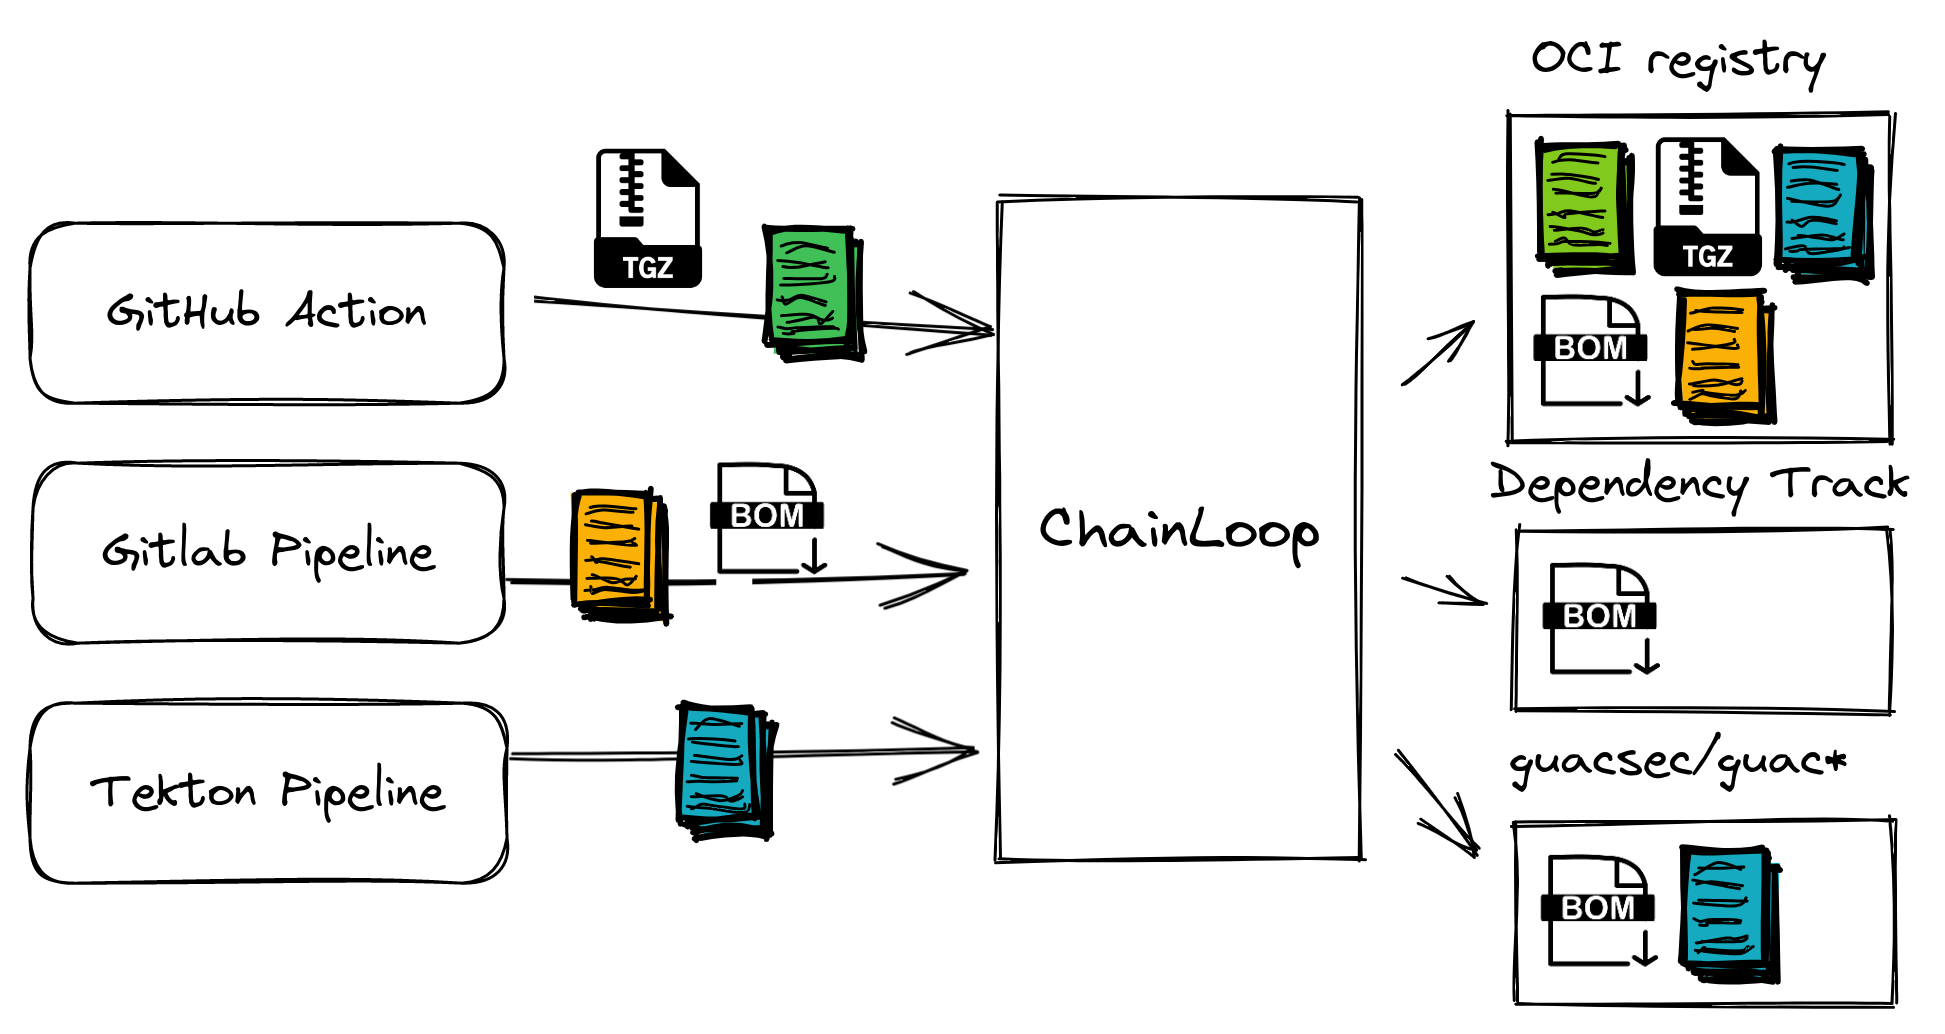 OCI registry
TGZ
TGZ
GitHub Action
BOM
Dependency Track
Gitlab Pipeline
BOM
ChainLoop
BOM
guacsec/guac*
Tekton Pipeline
BOM